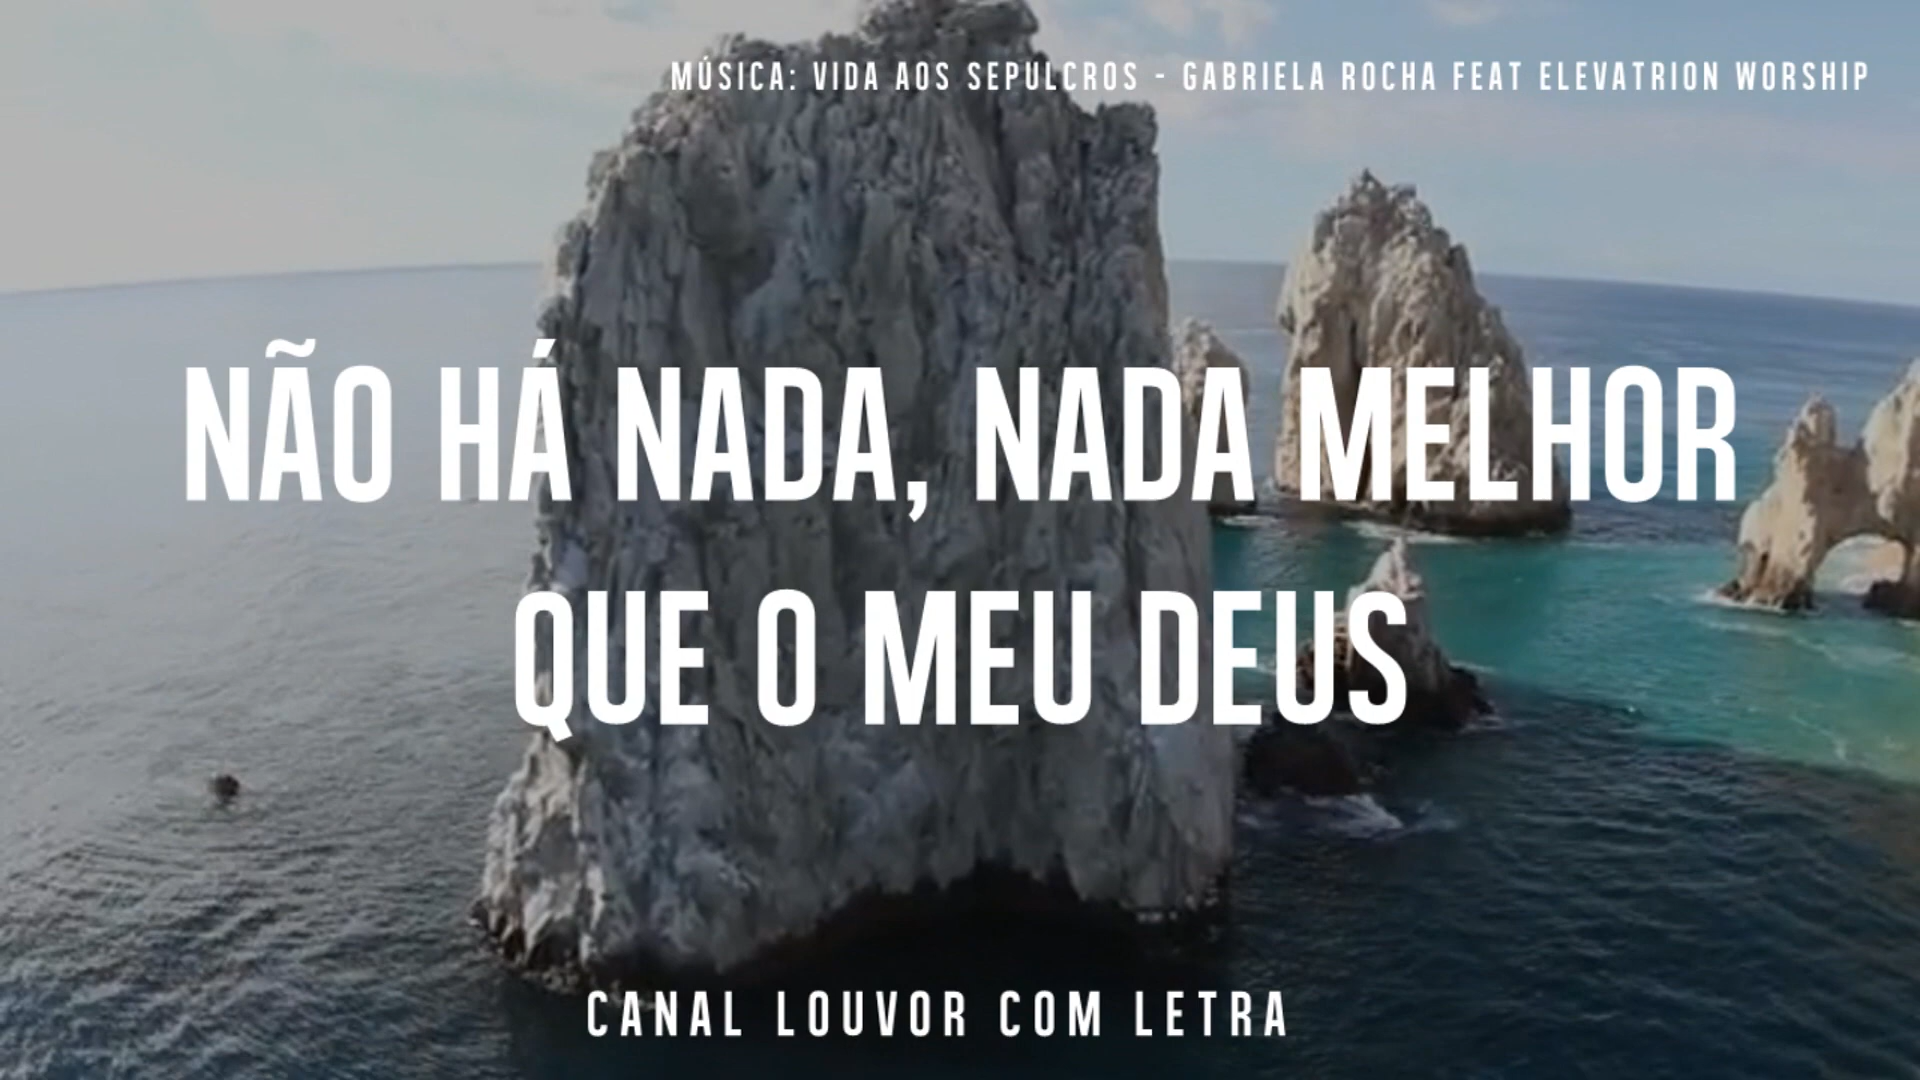 MÚSICA: VIDA AOS SEPULCROS - GABRIELA ROCHA FEAT ELEVATRION WORSHIP
NÃO HÁ NADA, NADA MELHOR
QUE O MEU DEUS
CANAL LOUVOR COM LETRA